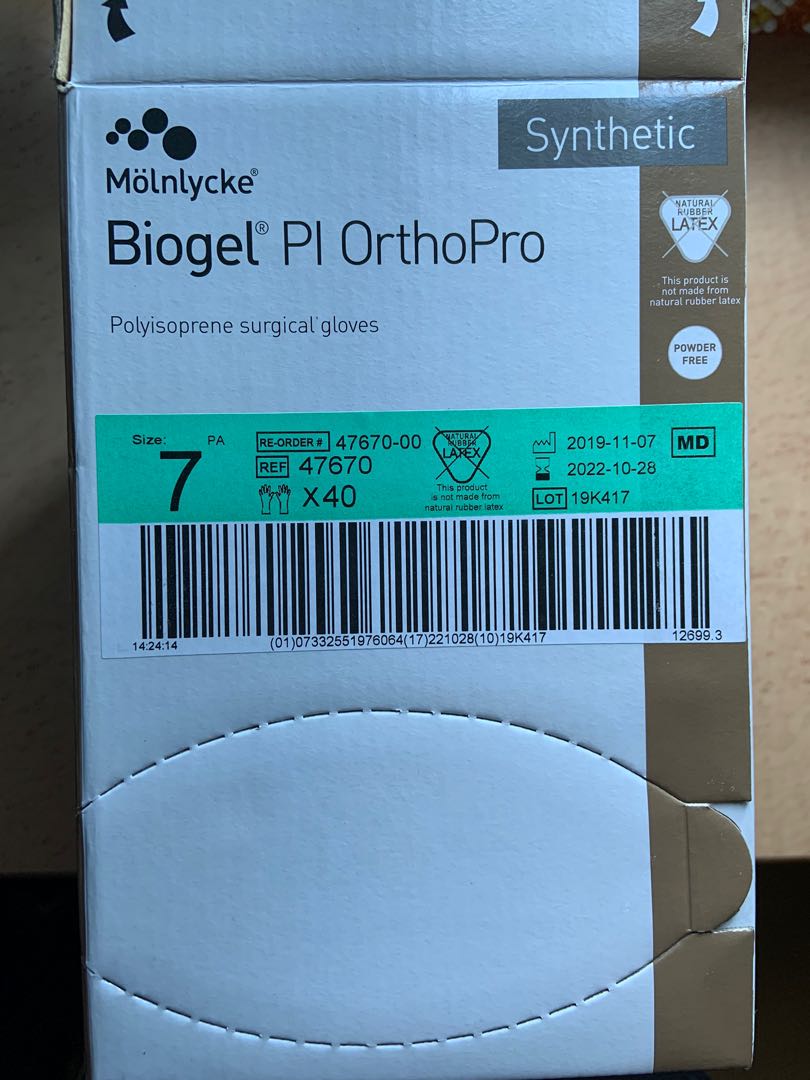 Synthetic
Mölnlycke®
Biogel® PI OrthoPro
Polyisoprene surgical gloves
NATURAL
RUBBER
LATEX
This product is
not made from
natural rubber latex
POWDER
FREE
Size: PA
7
RE-ORDER # 47670-00
REF 47670
X40
NATURAL
RUBBER
LATEX
This product
is not made from
natural rubber latex
2019-11-07 MD
2022-10-28
LOT 19K417
14:24:14 (01)07332551976064(17)221028(10)19K417 12699.3